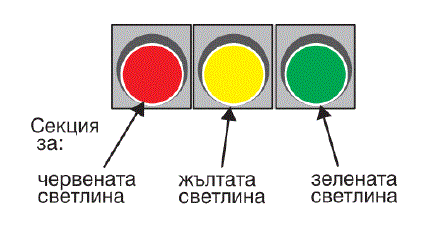 Секция
за:
червената
светлина
жълтата
светлина
зелената
светлина